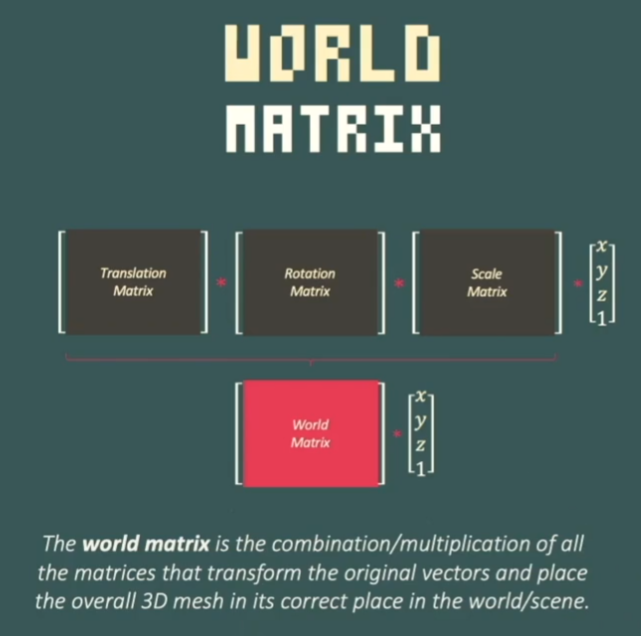 WORLD
MATRIX
[Translation Matrix] * [Rotation Matrix] * [Scale Matrix] * [x y z 1]
[World Matrix] * [x y z 1]
The world matrix is the combination/multiplication of all
the matrices that transform the original vectors and place
the overall 3D mesh in its correct place in the world/scene.